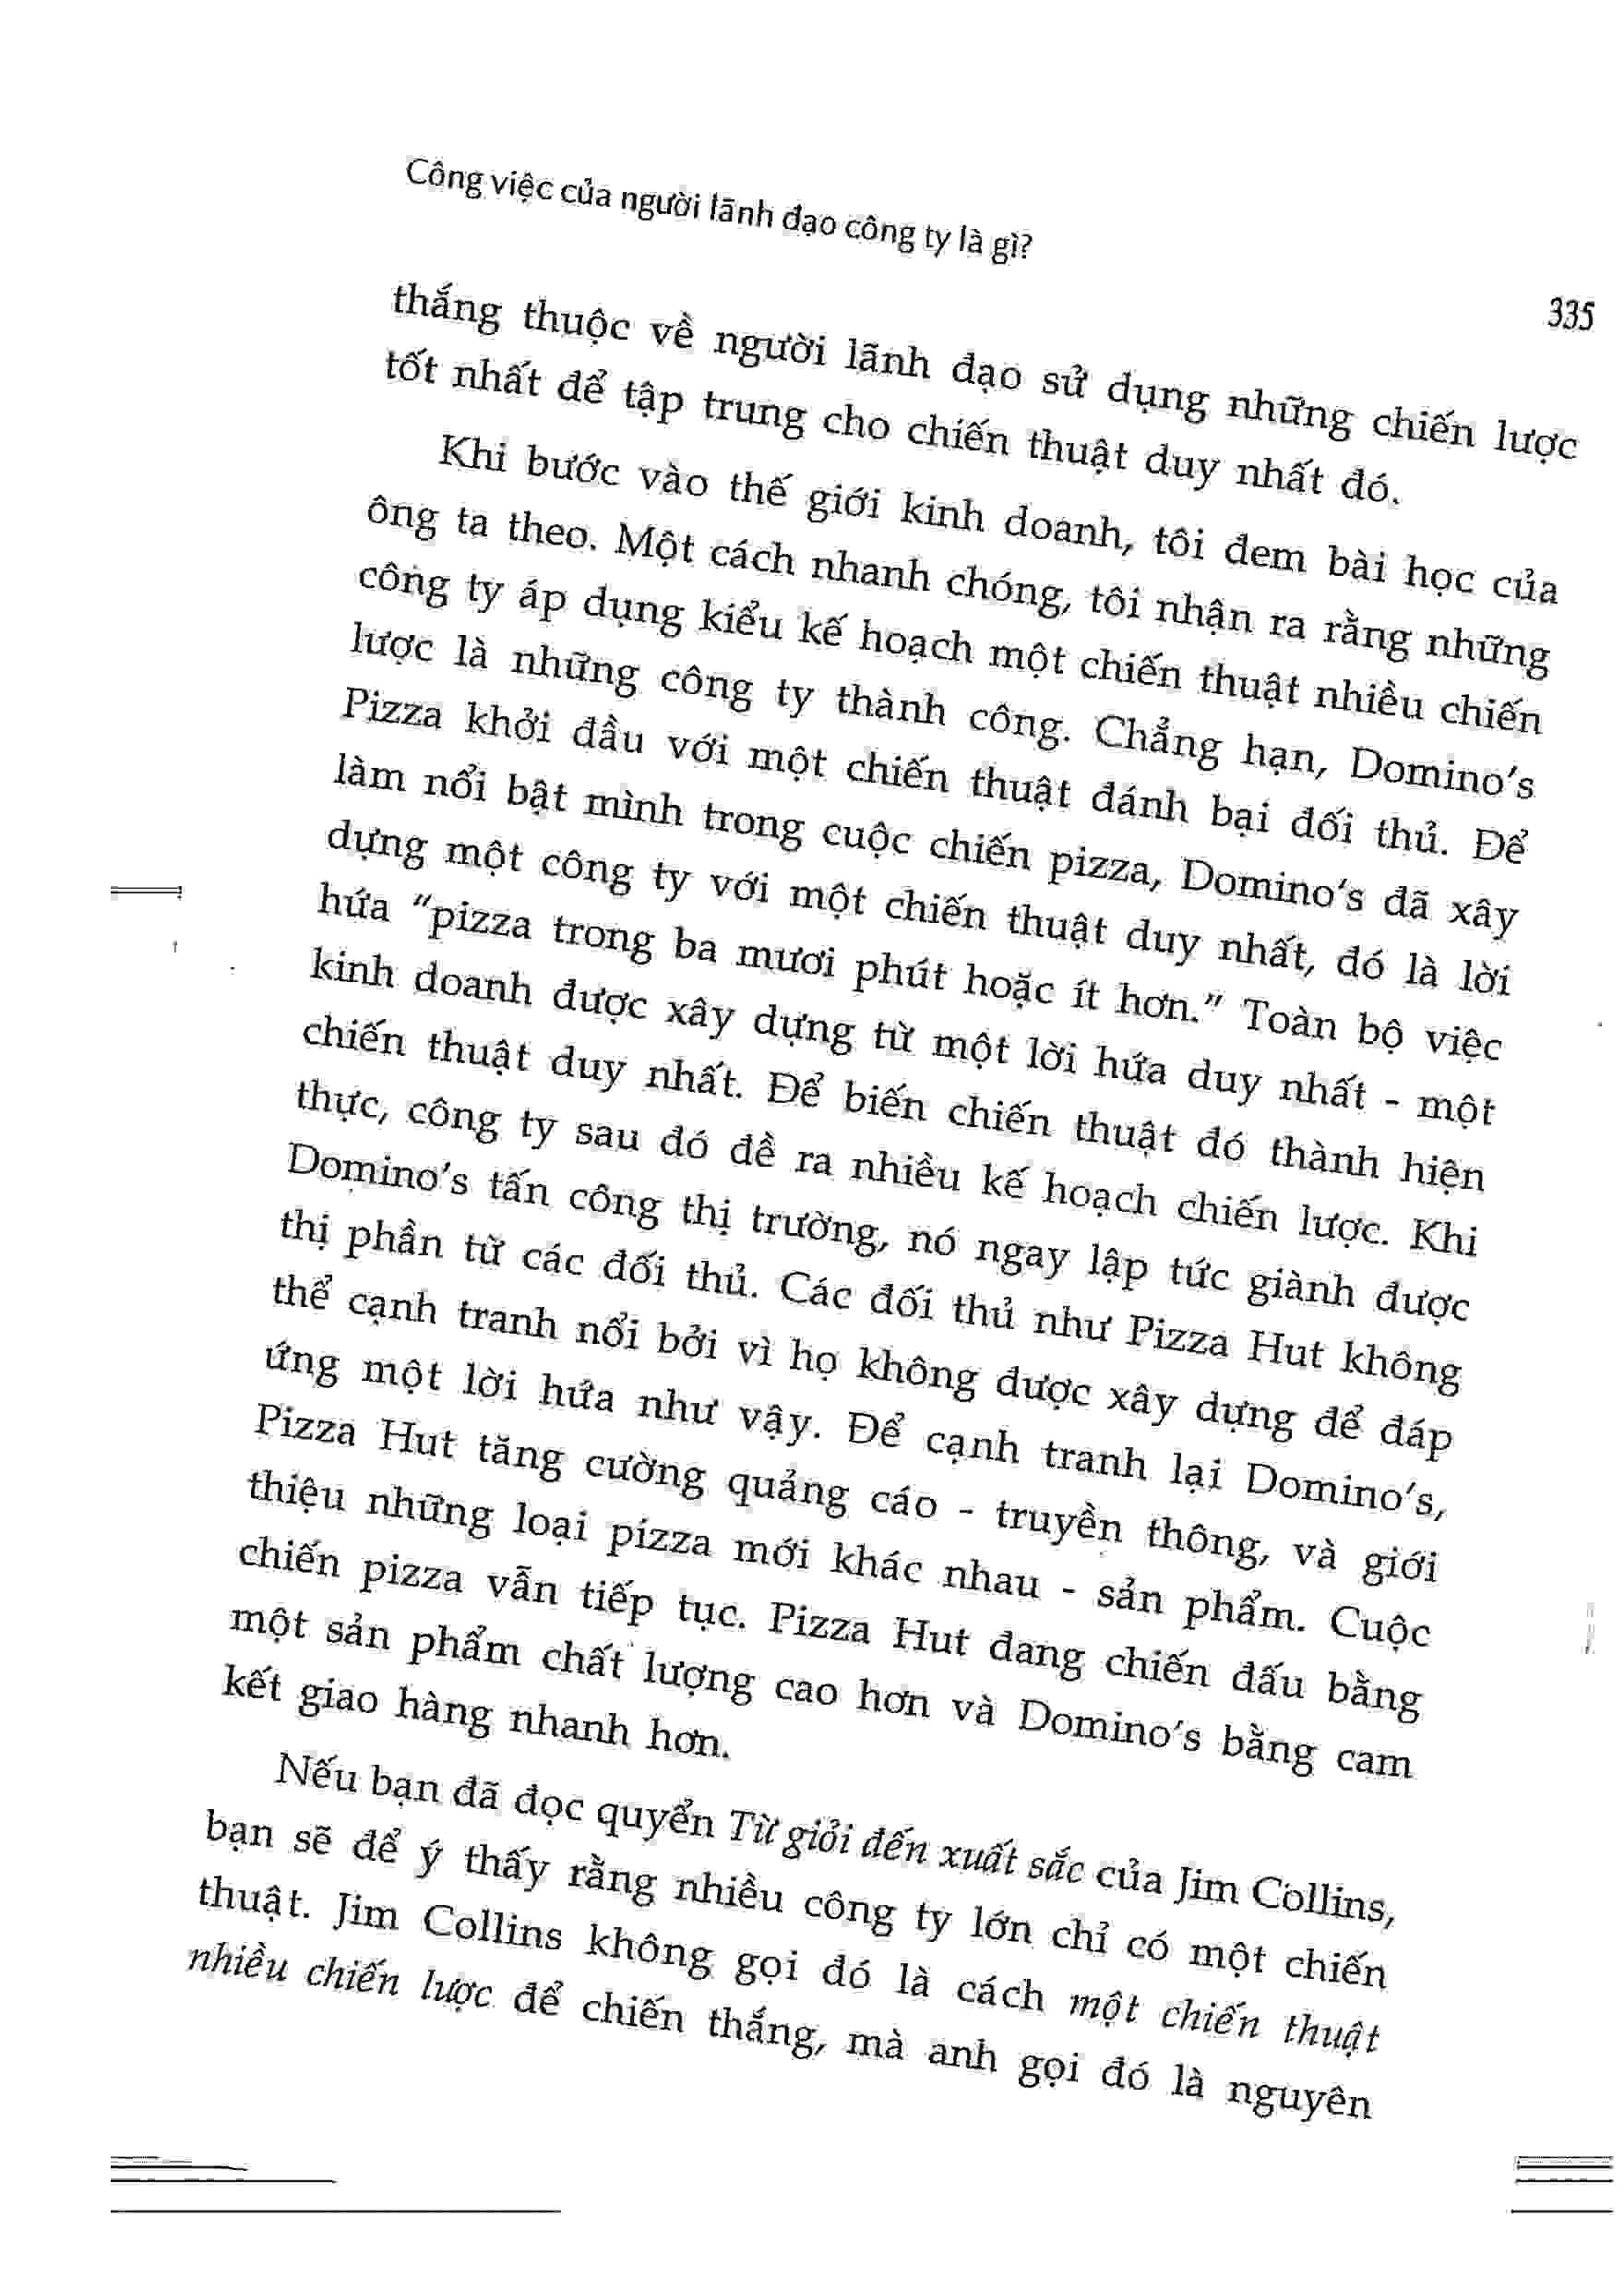 Công việc của người lãnh đạo công ty là gì?
335
thắng thuộc về người lãnh đạo sử dụng những chiến lược
tốt nhất để tập trung cho chiến thuật duy nhất đó.
Khi bước vào thế giới kinh doanh, tôi đem bài học của
ông ta theo. Một cách nhanh chóng, tôi nhận ra rằng những
công ty áp dụng kiểu kế hoạch một chiến thuật nhiều chiến
lược là những công ty thành công. Chẳng hạn, Domino's
Pizza khởi đầu với một chiến thuật đánh bại đối thủ. Để
làm nổi bật mình trong cuộc chiến pizza, Domino's đã xây
dựng một công ty với một chiến thuật duy nhất, đó là lời
hứa "pizza trong ba mươi phút hoặc ít hơn." Toàn bộ việc
kinh doanh được xây dựng từ một lời hứa duy nhất - một
chiến thuật duy nhất. Để biến chiến thuật đó thành hiện
thực, công ty sau đó đề ra nhiều kế hoạch chiến lược. Khi
Domino's tấn công thị trường, nó ngay lập tức giành được
thị phần từ các đối thủ. Các đối thủ như Pizza Hut không
thể cạnh tranh nổi bởi vì họ không được xây dựng để đáp
ứng một lời hứa như vậy. Để cạnh tranh lại Domino's,
Pizza Hut tăng cường quảng cáo - truyền thông, và giới
thiệu những loại pizza mới khác nhau - sản phẩm. Cuộc
chiến pizza vẫn tiếp tục. Pizza Hut đang chiến đấu bằng
một sản phẩm chất lượng cao hơn và Domino's bằng cam
kết giao hàng nhanh hơn.
Nếu bạn đã đọc quyển Từ giỏi đến xuất sắc của Jim Collins,
bạn sẽ để ý thấy rằng nhiều công ty lớn chỉ có một chiến
thuật. Jim Collins không gọi đó là cách một chiến thuật
nhiều chiến lược để chiến thắng, mà anh gọi đó là nguyên